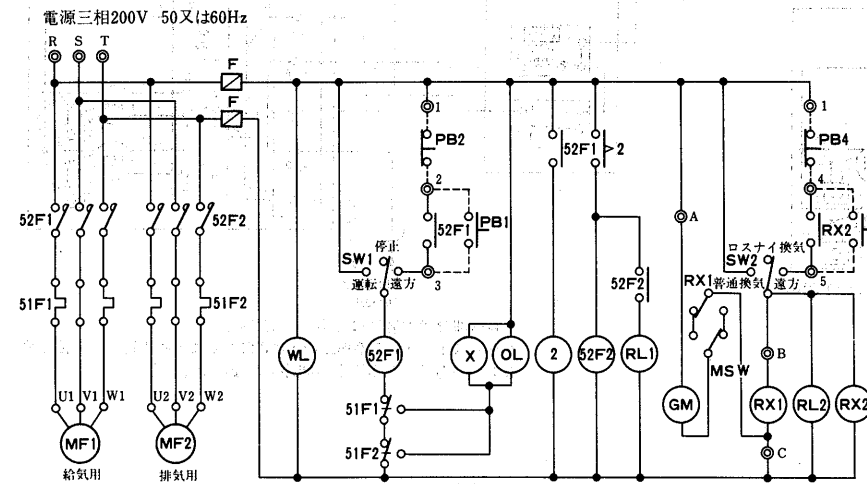 電源三相200V 50又は60Hz
R S T
F
F
1
1
PB2
PB4
52F1
2
2
4
52F1
PB1
RX2
A
52F1
52F2
停止
ロスナイ換気
SW1
SW2
運転
遠方
3
普通換気
遠方
5
52F2
RX1
51F1
51F2
MSW
B
WL
52F1
X
OL
2
52F2
RL1
GM
RX1
RL2
RX2
U1 V1 W1
U2 V2 W2
51F1
51F2
C
MF1
MF2
給気用
排気用